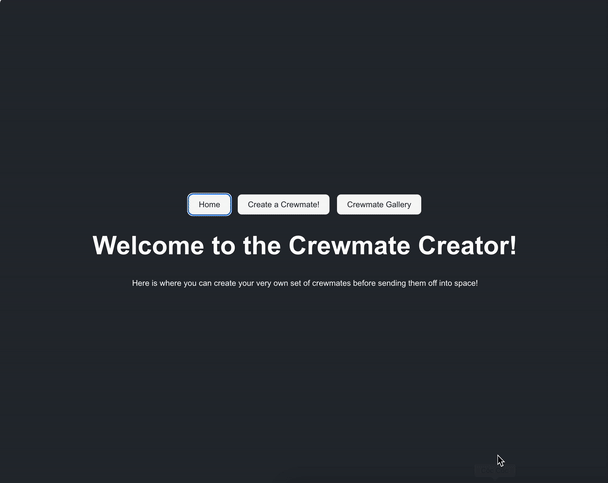 Home Create a Crewmate! Crewmate Gallery
Welcome to the Crewmate Creator!
Here is where you can create your very own set of crewmates before sending them off into space!